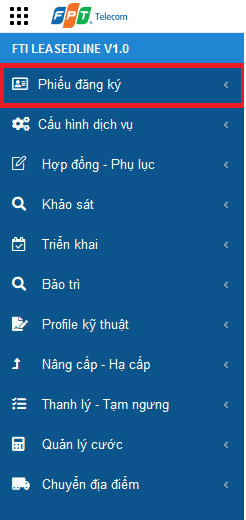 FPT Telecom
FTI LEASEDLINE V1.0
Phiếu đăng ký
Cấu hình dịch vụ
Hợp đồng - Phụ lục
Khảo sát
Triển khai
Bảo trì
Profile kỹ thuật
Nâng cấp - Hạ cấp
Thanh lý - Tạm ngưng
Quản lý cước
Chuyển địa điểm